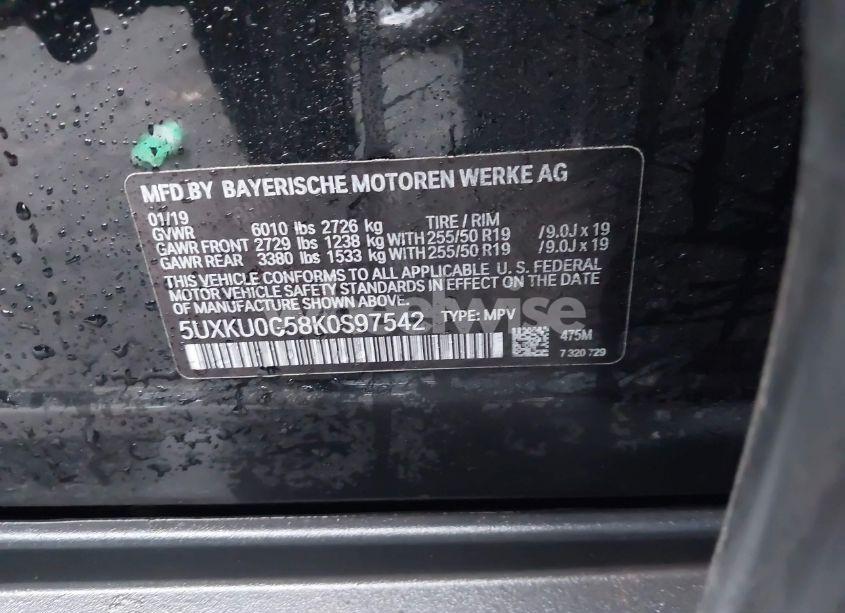 MFD BY BAYERISCHE MOTOREN WERKE AG
01/19 TIRE / RIM
GVWR 6010 lbs 2726 kg
GAWR FRONT 2729 lbs 1238 kg WITH 255/50 R19 /9.0J x 19
GAWR REAR 3380 lbs 1533 kg WITH 255/50 R19 /9.0J x 19
THIS VEHICLE CONFORMS TO ALL APPLICABLE U. S. FEDERAL
MOTOR VEHICLE SAFETY STANDARDS IN EFFECT ON THE DATE
OF MANUFACTURE SHOWN ABOVE.
5UXKU0C58K0S97542 TYPE: MPV
475M
7 320 729